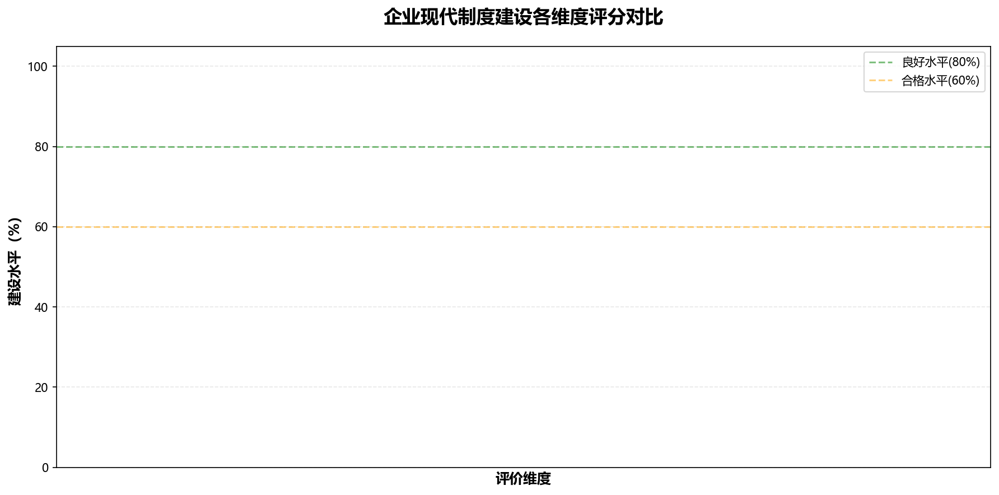 企业现代制度建设各维度评分对比
100
80
60
40
20
0
建设水平 (%)
良好水平(80%)
合格水平(60%)
评价维度